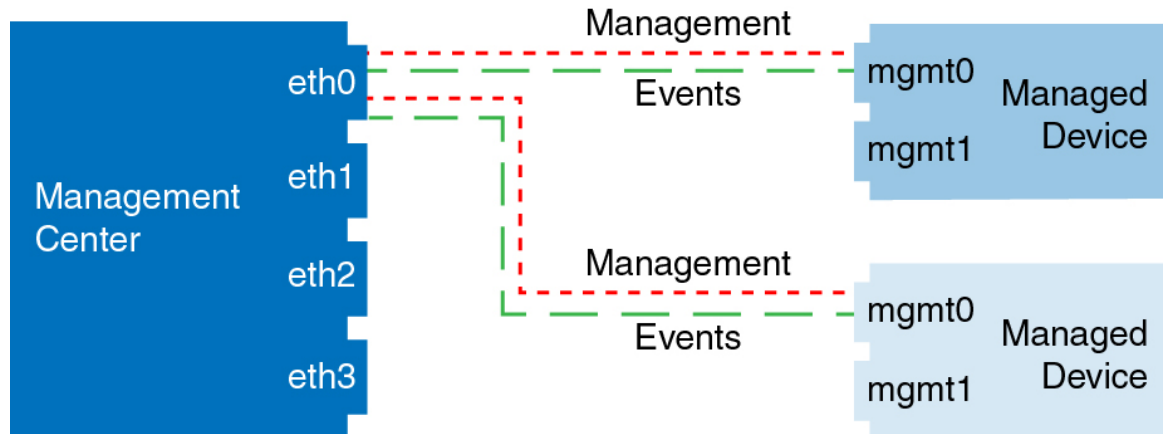 Management
Center
eth0
eth1
eth2
eth3
Management
Events
mgmt0
mgmt1
Managed
Device
Management
Events
mgmt0
mgmt1
Managed
Device